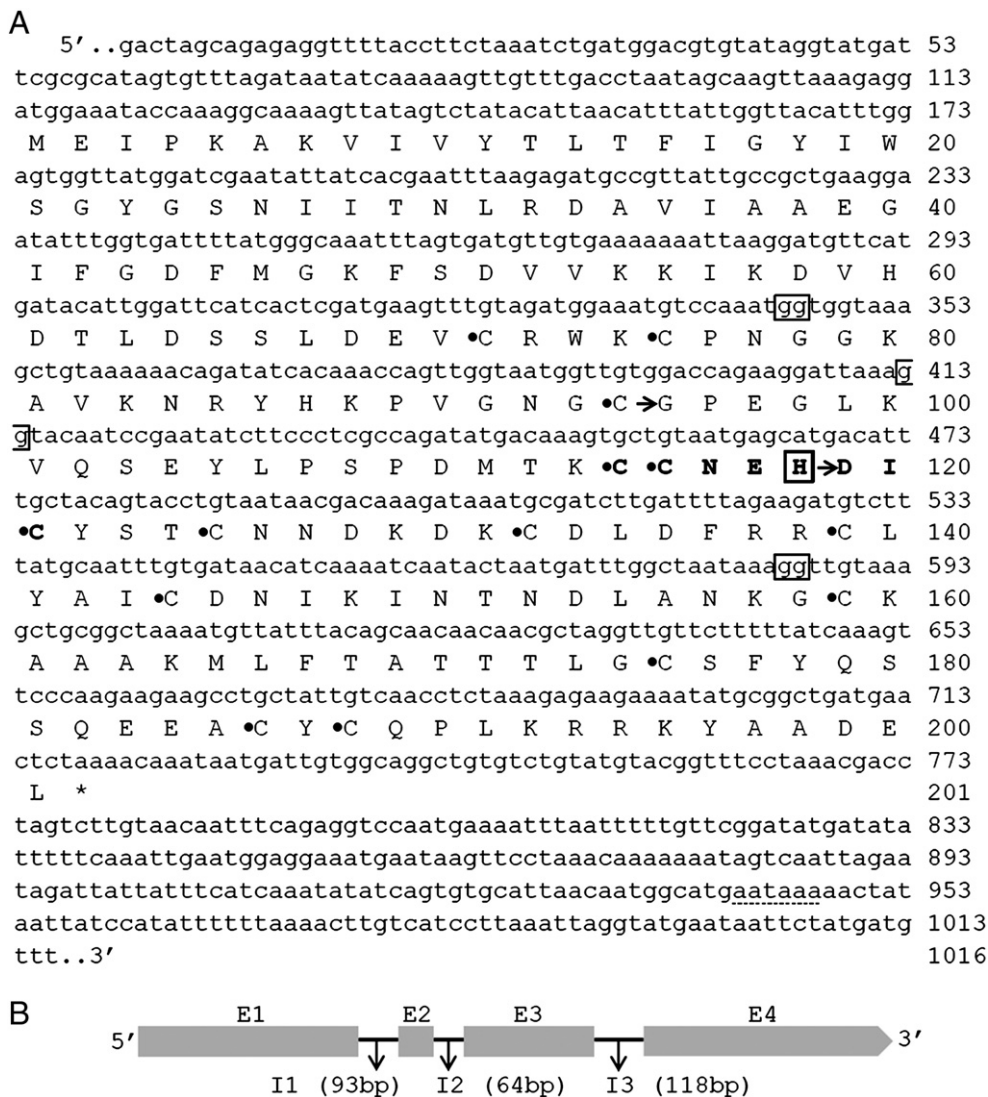 A
5′..gactagcagagaggttttaccttctaaatctgatggacgtgtataggtatgat 53
tcgcgcatagtgtttagataatatcaaaaagttgtttgacctaatagcaagttaaagagg 113
atggaaataccaaaggcaaaagttatagtctatacattaacatttattggttacatttgg 173
M E I P K A K V I V Y T L T F I G Y I W 20
agtggttatggatcgaatattatcacgaatttaagagatgccgttattgccgctgaagga 233
S G Y G S N I I T N L R D A V I A A E G 40
atatttggtgattttatgggcaaatttagtgatgttgtgaaaaaaattaaggatgttcat 293
I F G D F M G K F S D V V K K I K D V H 60
gatacattggattcatcactcgatgaagtttgtagatggaaatgtccaaatggtggtaaa 353
D T L D S S L D E V •C R W K •C P N G G K 80
gctgtaaaaaacagatatcacaaaccagttggtaatggttgtggaccagaaggattaaag 413
A V K N R Y H K P V G N G •C →G P E G L K 100
gtacaatccgaatatcttccctcgccagatatgacaaagtgctgtaatgagcatgacatt 473
V Q S E Y L P S P D M T K •C •C N E H →D I 120
tgctacagtacctgtaataacgacaaagataaatgcgatcttgattttagaagatgtctt 533
•C Y S T •C N N D K D K •C D L D F R R •C L 140
tatgcaatttgtgataacatcaaaatcaatactaatgatttggctaataaaggttgtaaa 593
Y A I •C D N I K I N T N D L A N K G •C K 160
gctgcggctaaaatgttatttacagcaacaacaacgctaggttgttctttttatcaaagt 653
A A A K M L F T A T T T L G •C S F Y Q S 180
tcccaagaagaagcctgctattgtcaacctctaaagagaagaaaatatgcggctgatgaa 713
S Q E E A •C Y •C Q P L K R R K Y A A D E 200
ctctaaaacaaataatgattgtggcaggctgtgtctgtatgtacggtttcctaaacgacc 773
L * 201
tagtcttgtaacaatttcagaggtccaatgaaaatttaatttttgttcggatatgatata 833
tttttcaaattgaatggaggaaatgaataagttcctaaacaaaaaaatagtcaattagaa 893
tagattattatttcatcaaatatatcagtgtgcattaacaatggcatgaataaaaactat 953
aattatccatattttttaaaacttgtcatccttaaattaggtatgaataattctatgatg 1013
ttt..3′ 1016
B
E1 E2 E3 E4
5′ 3′
I1 (93bp) I2 (64bp) I3 (118bp)